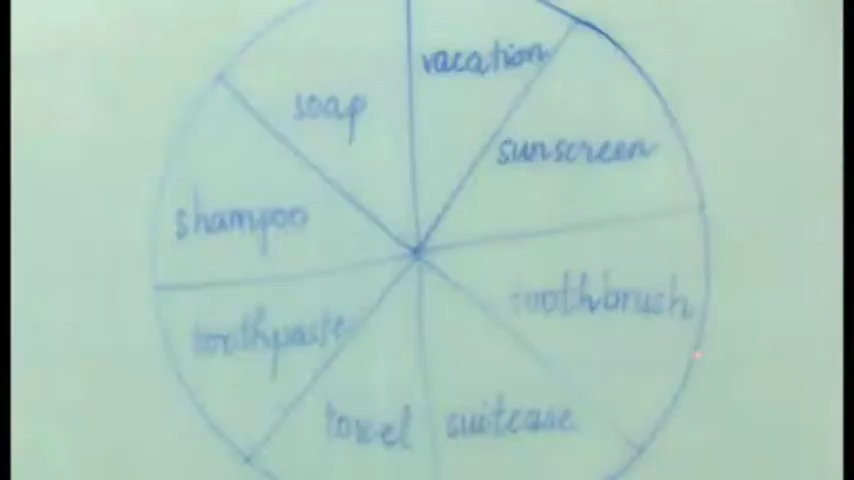 vacation
sunscreen
toothbrush
suitcase
towel
toothpaste
shampoo
soap